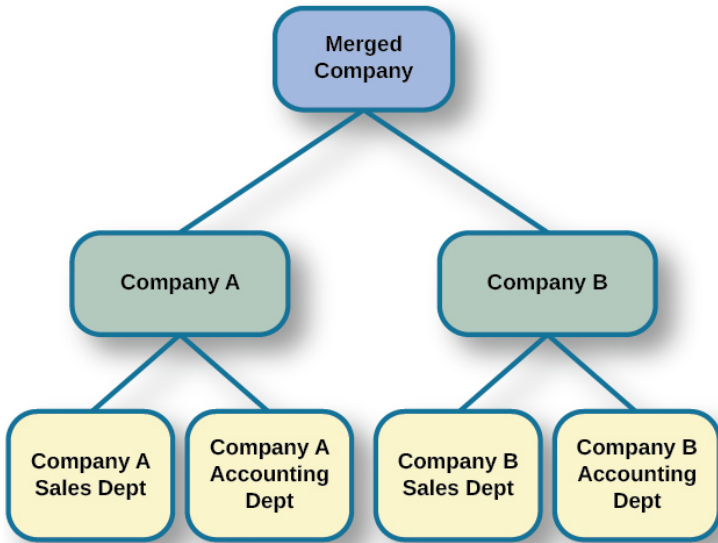 Merged
Company
Company A
Company B
Company A
Sales Dept
Company A
Accounting
Dept
Company B
Sales Dept
Company B
Accounting
Dept